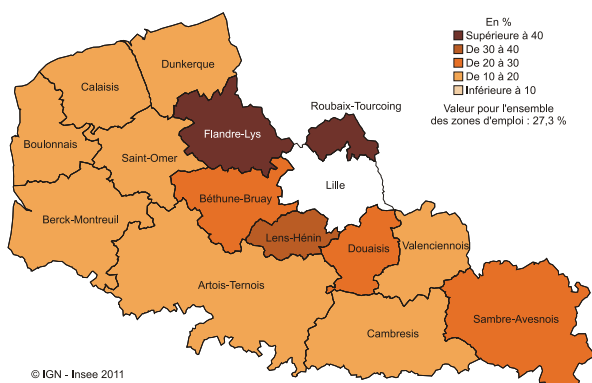 En %
Supérieure à 40
De 30 à 40
De 20 à 30
De 10 à 20
Inférieure à 10
Valeur pour l'ensemble
des zones d'emploi : 27,3 %
Dunkerque
Calaisis
Roubaix-Tourcoing
Flandre-Lys
Boulonnais
Saint-Omer
Lille
Béthune-Bruay
Berck-Montreuil
Lens-Hénin
Douaisis
Valenciennois
Artois-Ternois
Sambre-Avesnois
Cambresis
© IGN - Insee 2011